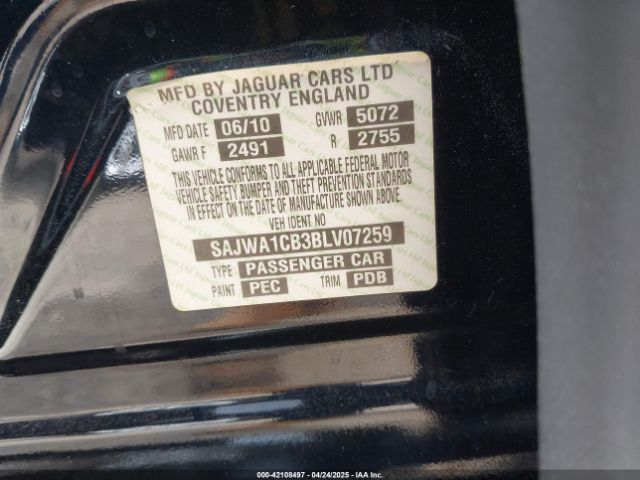 MFD BY JAGUAR CARS LTD
COVENTRY ENGLAND
MFD DATE 06/10 GVWR 5072
GAWR F 2491 R 2755
THIS VEHICLE CONFORMS TO ALL APPLICABLE FEDERAL MOTOR
VEHICLE SAFETY BUMPER AND THEFT PREVENTION STANDARDS
IN EFFECT ON THE DATE OF MANUFACTURE SHOWN ABOVE.
VEH IDENT NO
SAJWA1CB3BLV07259
TYPE PASSENGER CAR
PAINT PEC TRIM PDB
000-42108497 - 04/24/2025 - IAA Inc.